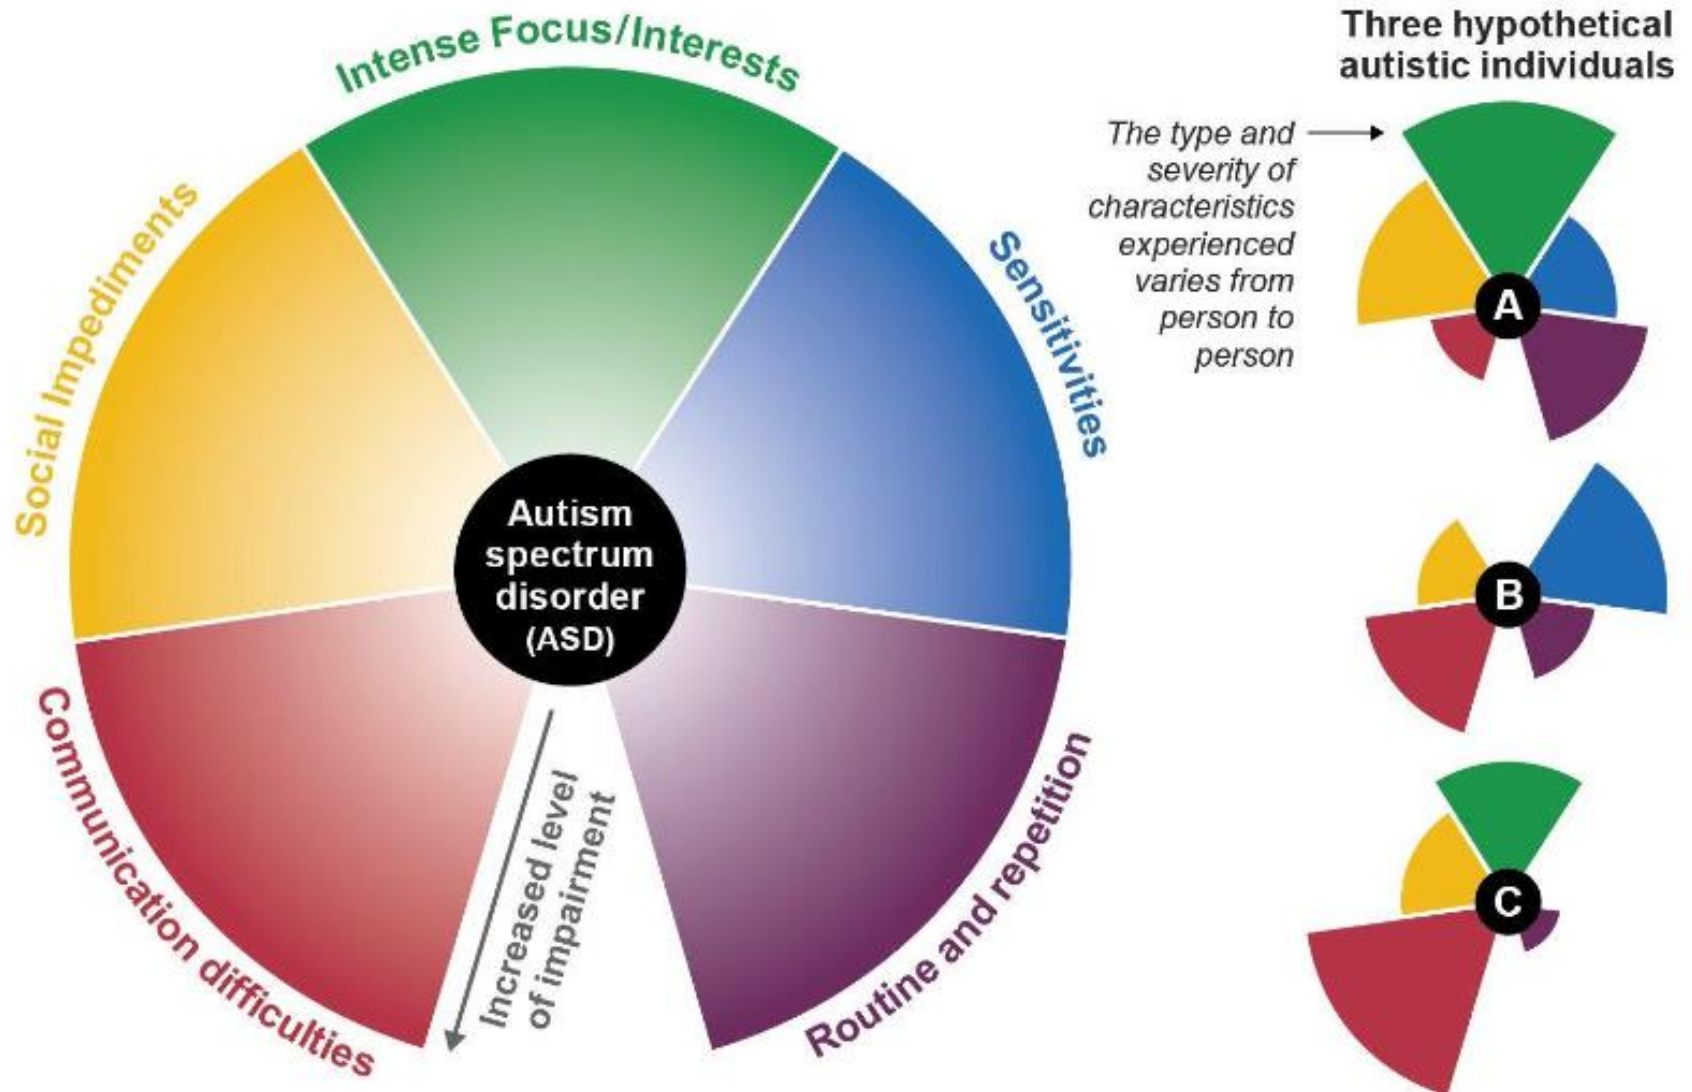 Intense Focus/Interests
Social Impediments
Sensitivities
Autism
spectrum
disorder
(ASD)
Communication difficulties
Increased level
of impairment
Routine and repetition
Three hypothetical
autistic individuals
The type and
severity of
characteristics
experienced
varies from
person to
person
A
B
C